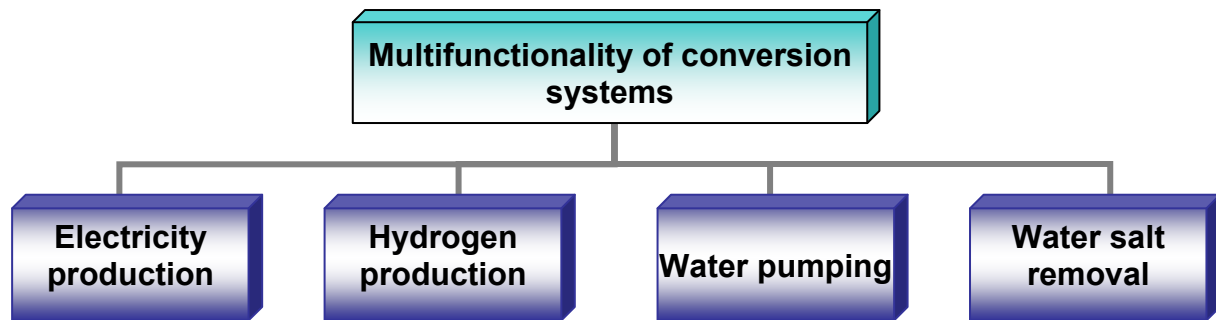 Multifunctionality of conversion
systems
Electricity
production
Hydrogen
production
Water pumping
Water salt
removal